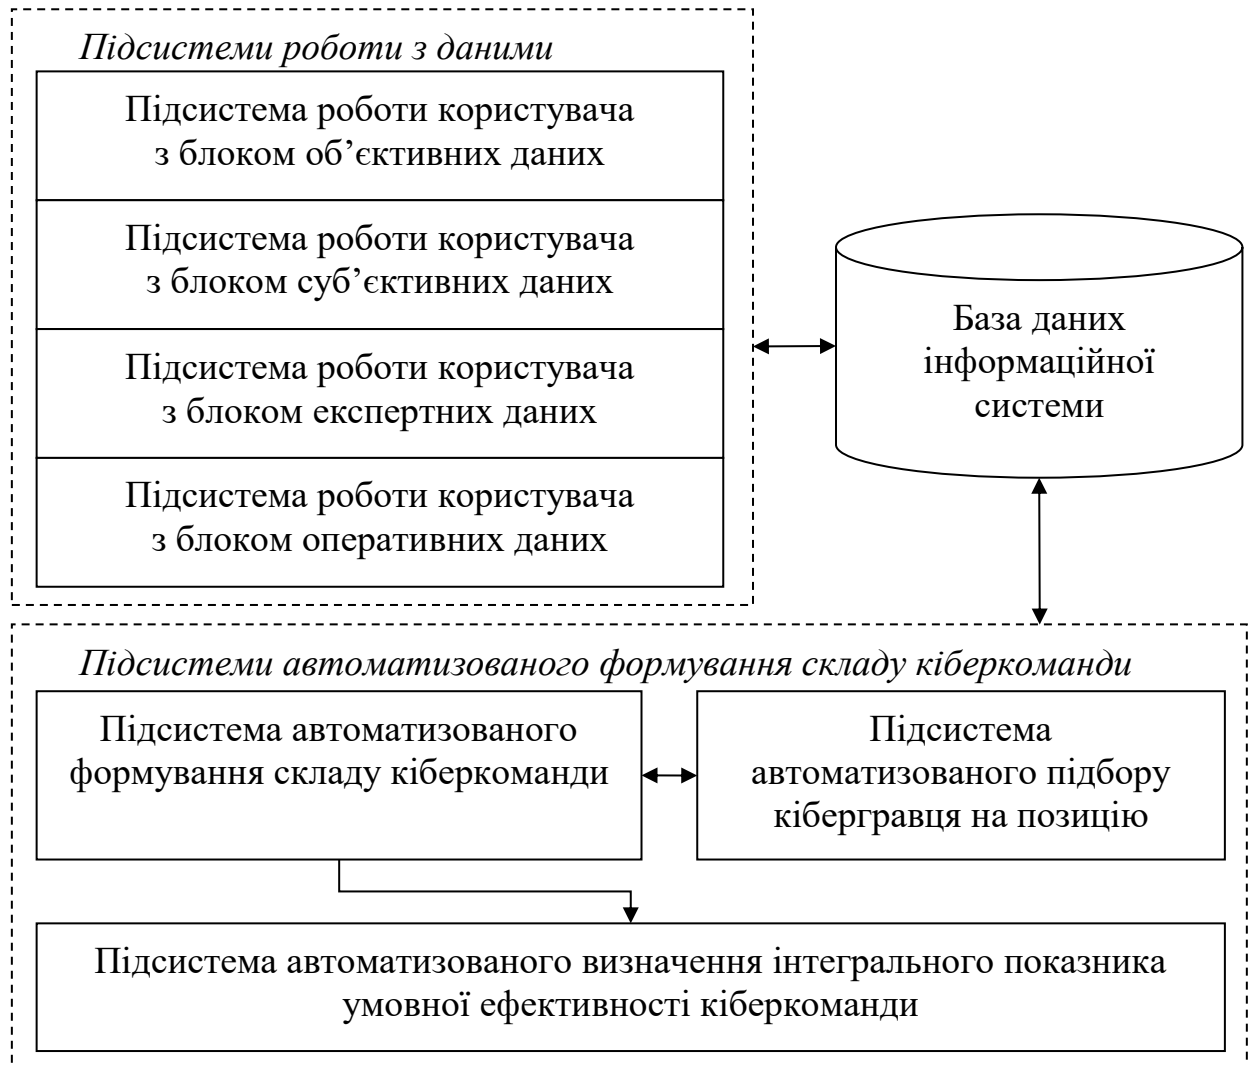 Підсистеми роботи з даними
Підсистема роботи користувача
з блоком об’єктивних даних
Підсистема роботи користувача
з блоком суб’єктивних даних
Підсистема роботи користувача
з блоком експертних даних
Підсистема роботи користувача
з блоком оперативних даних
База даних
інформаційної
системи
Підсистеми автоматизованого формування складу кіберкоманди
Підсистема автоматизованого
формування складу кіберкоманди
Підсистема
автоматизованого підбору
кібергравця на позицію
Підсистема автоматизованого визначення інтегрального показника
умовної ефективності кіберкоманди